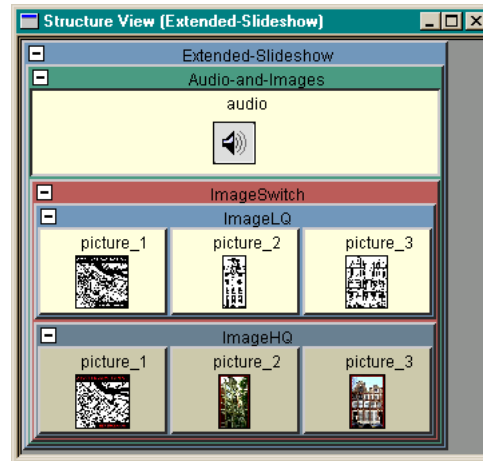 Structure View (Extended-Slideshow)
Extended-Slideshow
Audio-and-Images
audio
ImageSwitch
ImageLQ
picture_1 picture_2 picture_3
ImageHQ
picture_1 picture_2 picture_3